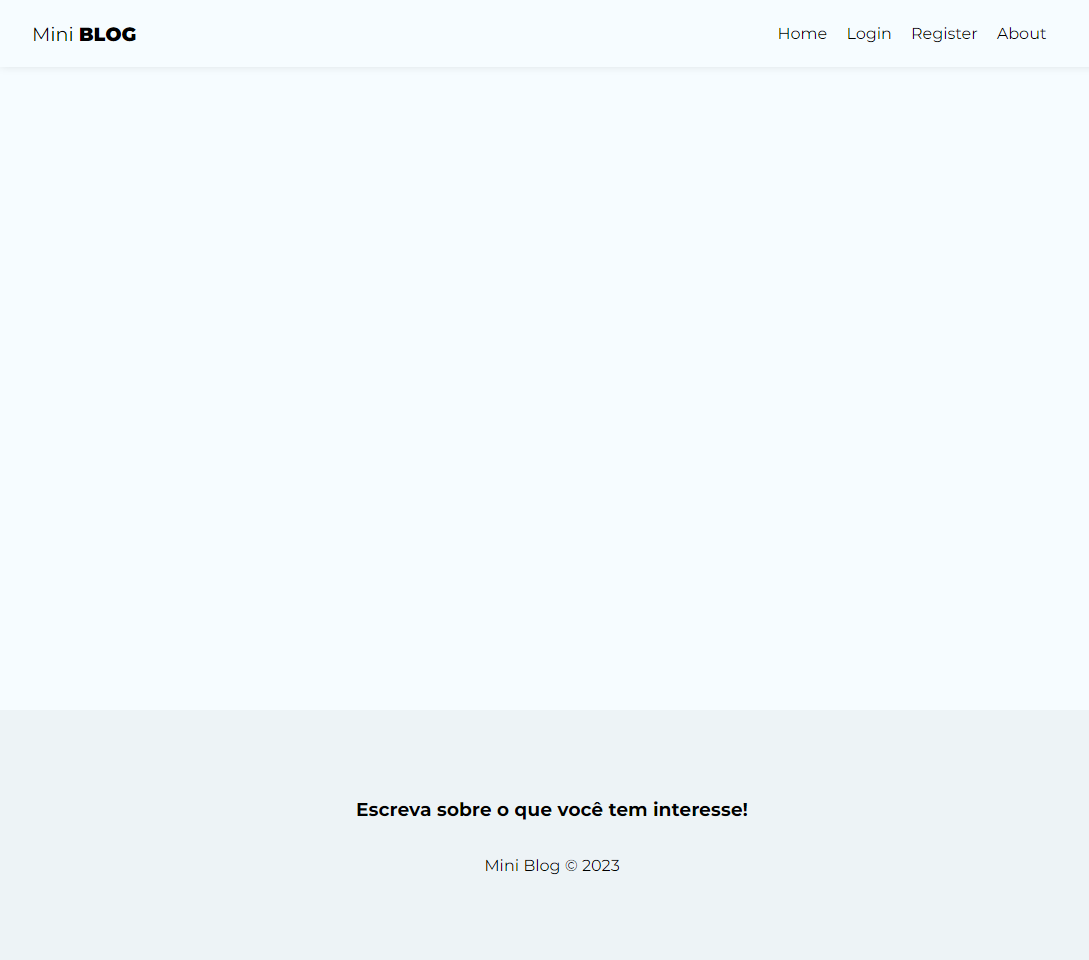 Mini BLOG
Home Login Register About
Escreva sobre o que você tem interesse!
Mini Blog © 2023